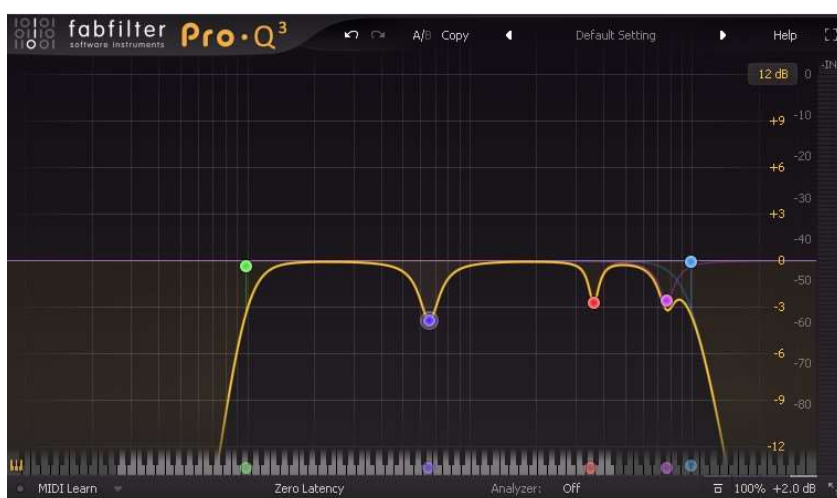 fabfilter Pro·Q³
software instruments
A/B Copy Default Setting Help
-IN
12 dB 0
+9 -10
+6 -20
-30
+3
-40
0
-50
-3 -60
-6 -70
-9 -80
-12
MIDI Learn Zero Latency Analyzer: Off 100% +2.0 dB